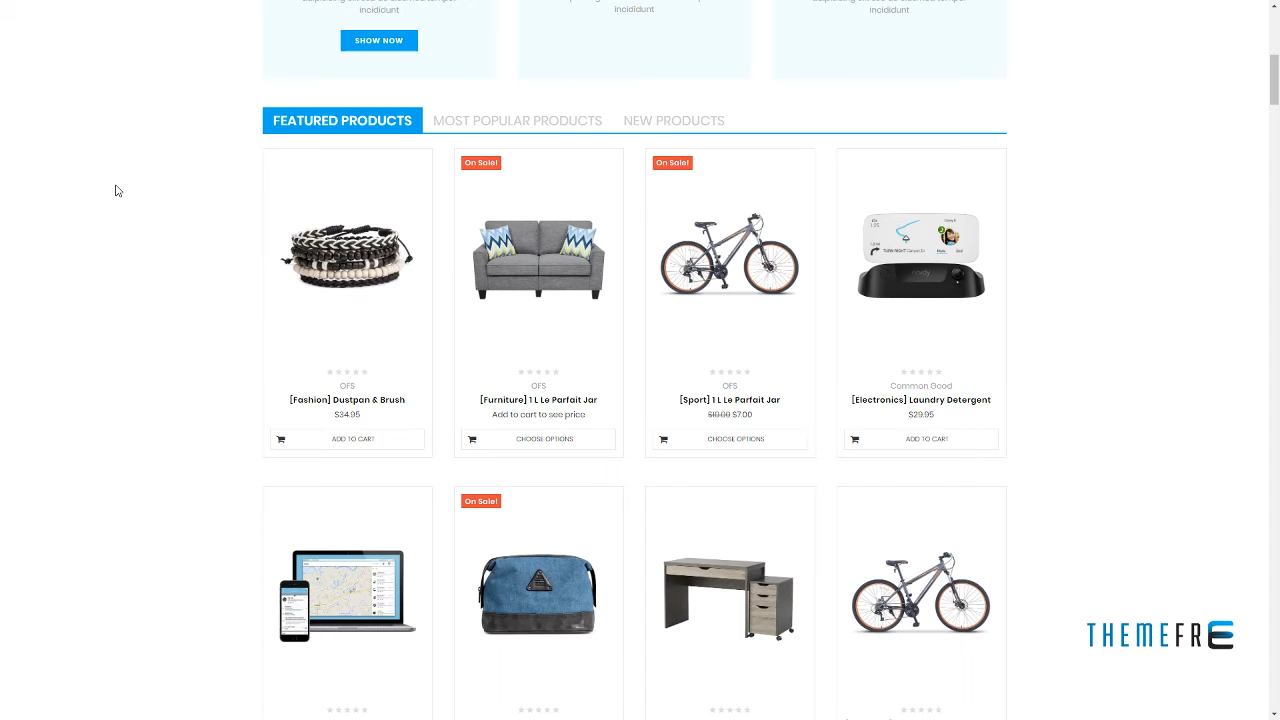 incididunt
incididunt
incididunt
SHOW NOW
FEATURED PRODUCTS
MOST POPULAR PRODUCTS
NEW PRODUCTS
On Sale!
On Sale!
OFS
[Fashion] Dustpan & Brush
$34.95
ADD TO CART
OFS
[Furniture] 1 L Le Parfait Jar
Add to cart to see price
CHOOSE OPTIONS
OFS
[Sport] 1 L Le Parfait Jar
$10.00 $7.00
CHOOSE OPTIONS
Common Good
[Electronics] Laundry Detergent
$29.95
ADD TO CART
On Sale!
THEMEFRE